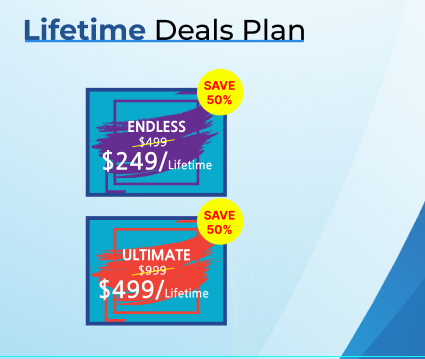 Lifetime Deals Plan
SAVE
50%
ENDLESS
$499
$249/Lifetime
SAVE
50%
ULTIMATE
$999
$499/Lifetime